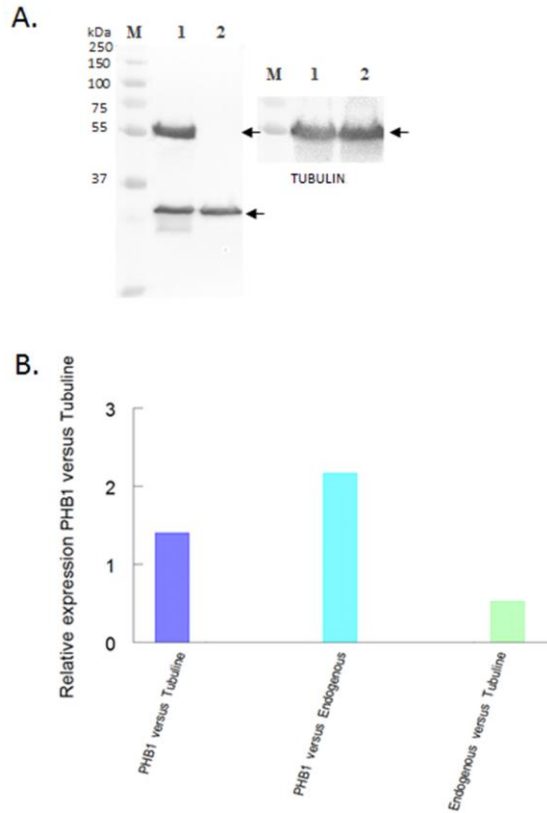 A.
kDa M 1 2
250
150
100
75
55
37
M 1 2
TUBULIN
B.
Relative expression PHB1 versus Tubuline
3
2
1
0
PHB1 versus Tubuline
PHB1 versus Endogenous
Endogenous versus Tubuline